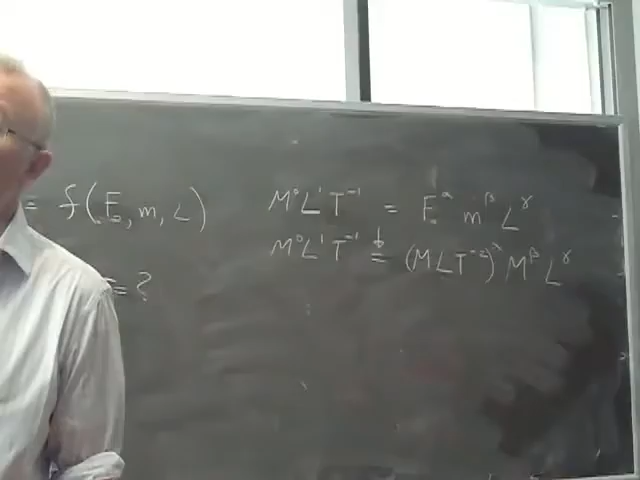 = f(F₀, m, L)
= ?
M⁰L¹T⁻¹ = F₀^α m^β L^γ
M⁰L¹T⁻¹ = (MLT⁻²)^α M^β L^γ